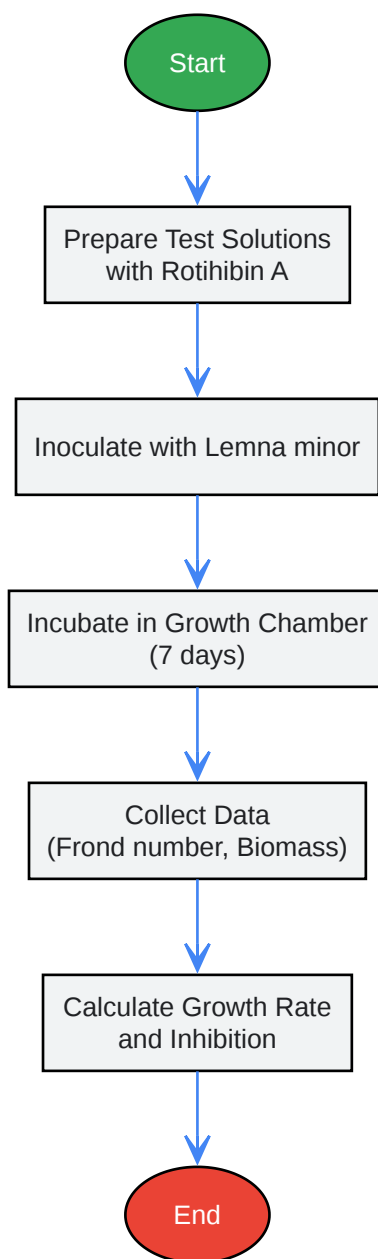 Start
Prepare Test Solutions
with Rotihibin A
Inoculate with Lemna minor
Incubate in Growth Chamber
(7 days)
Collect Data
(Frond number, Biomass)
Calculate Growth Rate
and Inhibition
End